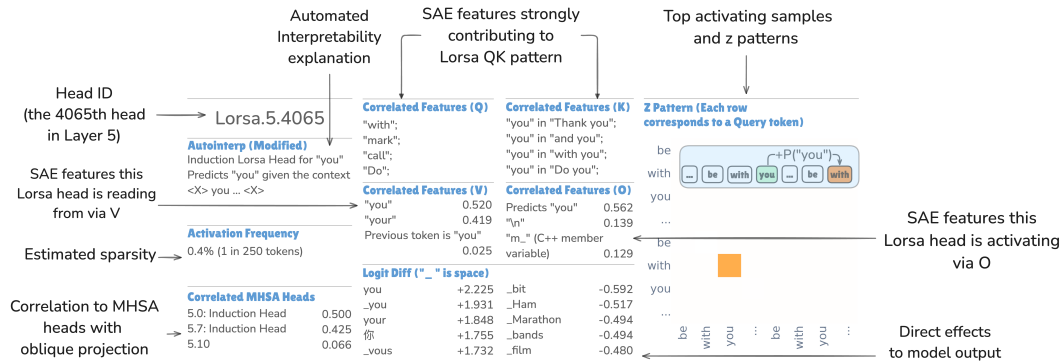 Automated
Interpretability
explanation
SAE features strongly
contributing to
Lorsa QK pattern
Top activating samples
and z patterns
Head ID
(the 4065th head
in Layer 5)
SAE features this
Lorsa head is reading
from via V
Estimated sparsity
Correlation to MHSA
heads with
oblique projection
Lorsa.5.4065
Autointerp (Modified)
Induction Lorsa Head for "you"
Predicts "you" given the context
<X> you ... <X>
Activation Frequency
0.4% (1 in 250 tokens)
Correlated MHSA Heads
5.0: Induction Head 0.500
5.7: Induction Head 0.425
5.10 0.066
Correlated Features (Q)
"with";
"mark";
"call";
"Do";
Correlated Features (K)
"you" in "Thank you";
"you" in "and you";
"you" in "with you";
"you" in "Do you";
Correlated Features (V)
"you" 0.520
"your" 0.419
Previous token is "you"
0.025
Correlated Features (O)
Predicts "you" 0.562
"\n" 0.139
"m_" (C++ member
variable) 0.129
Logit Diff ("_ " is space)
you +2.225 _bit -0.592
_you +1.931 _Ham -0.517
your +1.848 _Marathon -0.494
你 +1.755 _bands -0.494
_vous +1.732 _film -0.480
Z Pattern (Each row
corresponds to a Query token)
be
with
you
...
be
with
you
...
+P("you")
... be with you ... be with
be with you ... be with you ...
SAE features this
Lorsa head is activating
via O
Direct effects
to model output